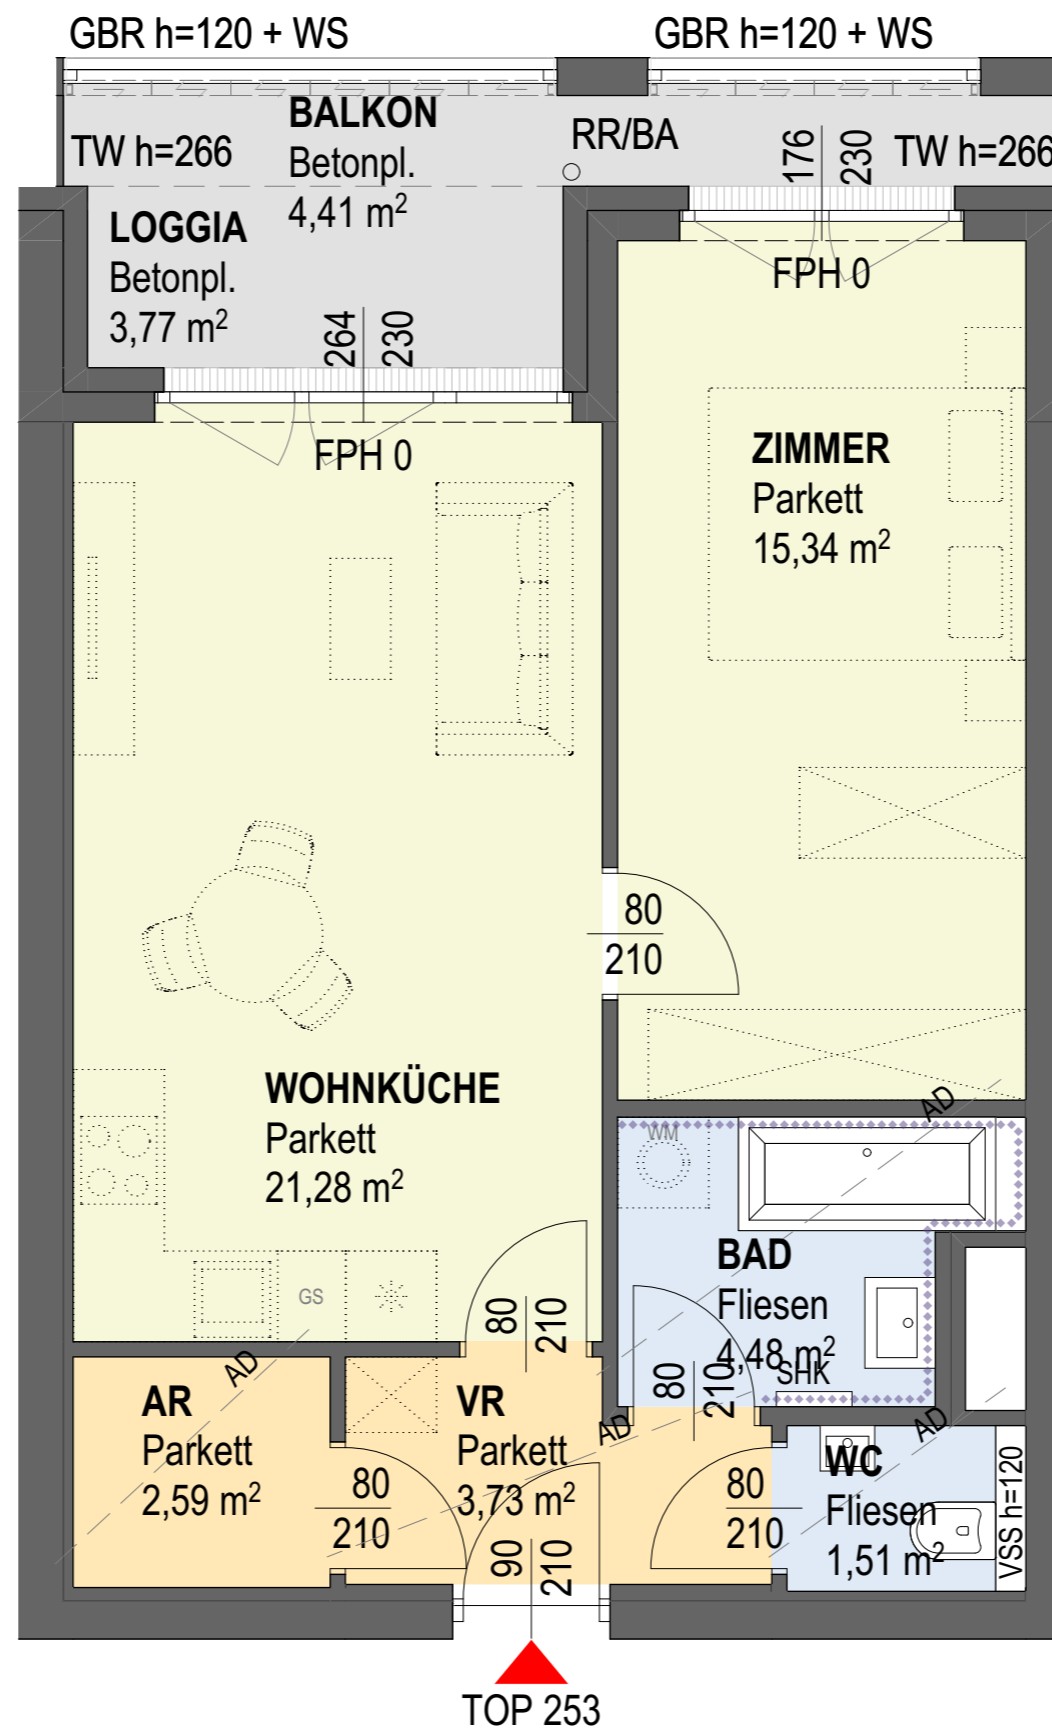 GBR h=120 + WS
GBR h=120 + WS
BALKON
Betonpl.
4,41 m²
TW h=266
RR/BA
176
230
TW h=266
LOGGIA
Betonpl.
3,77 m²
264
230
FPH 0
FPH 0
ZIMMER
Parkett
15,34 m²
80
210
WOHNKÜCHE
Parkett
21,28 m²
AD
WM
BAD
Fliesen
4,48 m²
SHK
GS
80
210
80
210
AD
AR
Parkett
2,59 m²
VR
Parkett
3,73 m²
AD
AD
WC
Fliesen
1,51 m²
80
210
80
210
90
210
VSS h=120
TOP 253